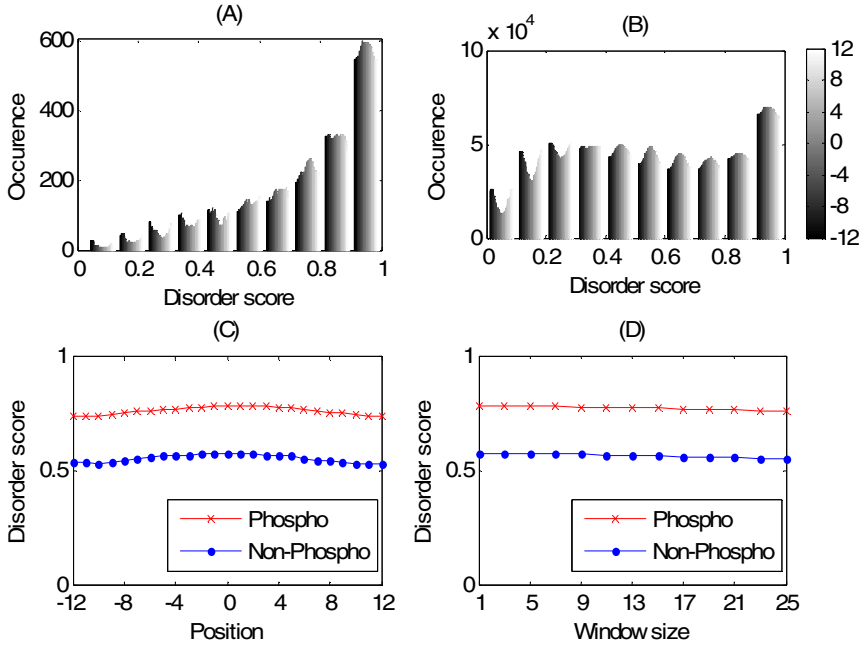 (A)
600
400
200
0
Occurence
0 0.2 0.4 0.6 0.8 1
Disorder score
(B)
x 10^4
10
5
0
Occurence
0 0.2 0.4 0.6 0.8 1
Disorder score
12
8
4
0
-4
-8
-12
(C)
1
0.5
0
Disorder score
Phospho
Non-Phospho
-12 -8 -4 0 4 8 12
Position
(D)
1
0.5
0
Disorder score
Phospho
Non-Phospho
1 5 9 13 17 21 25
Window size